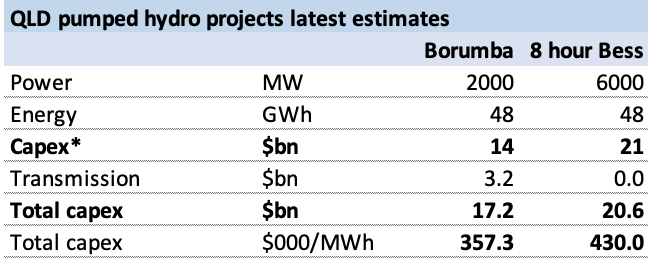 QLD pumped hydro projects latest estimates
Borumba 8 hour Bess
Power MW 2000 6000
Energy GWh 48 48
Capex* $bn 14 21
Transmission $bn 3.2 0.0
Total capex $bn 17.2 20.6
Total capex $000/MWh 357.3 430.0